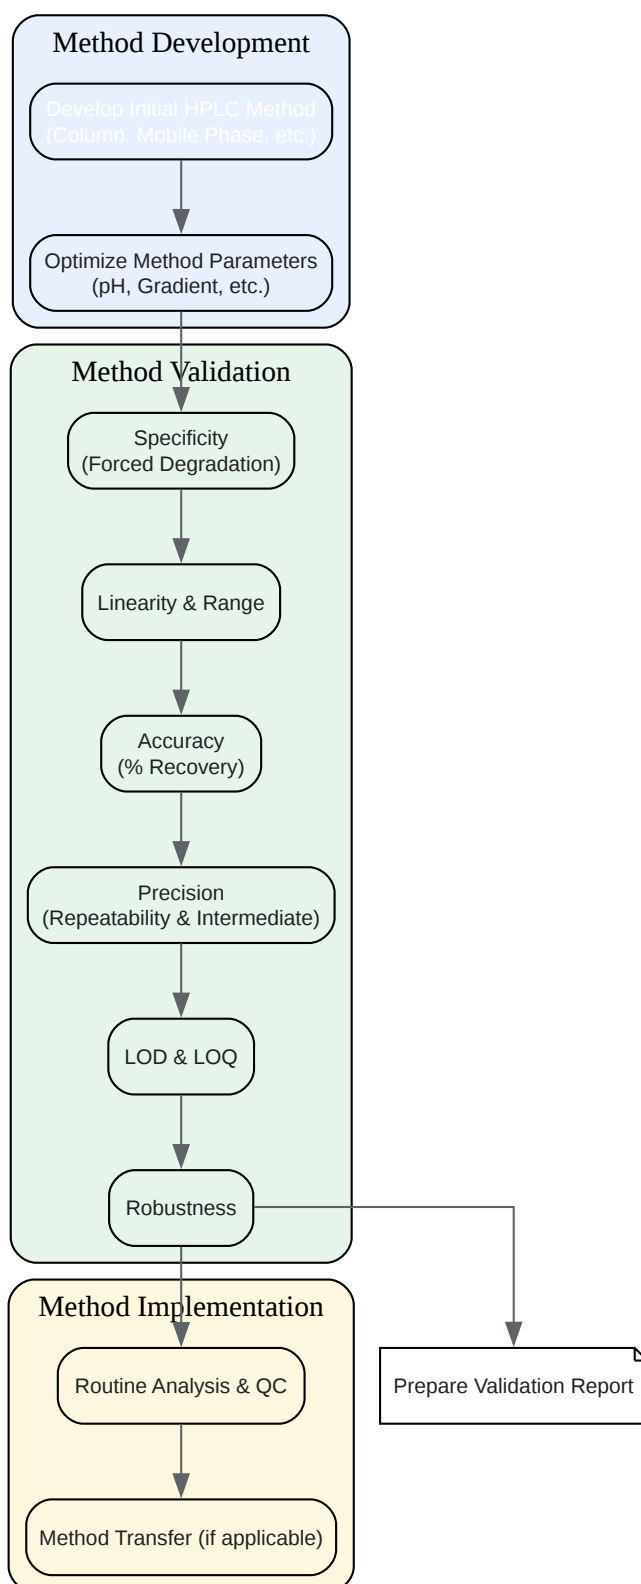 Method Development
Develop Initial HPLC Method
(Column, Mobile Phase, etc.)
Optimize Method Parameters
(pH, Gradient, etc.)
Method Validation
Specificity
(Forced Degradation)
Linearity & Range
Accuracy
(% Recovery)
Precision
(Repeatability & Intermediate)
LOD & LOQ
Robustness
Method Implementation
Routine Analysis & QC
Prepare Validation Report
Method Transfer (if applicable)